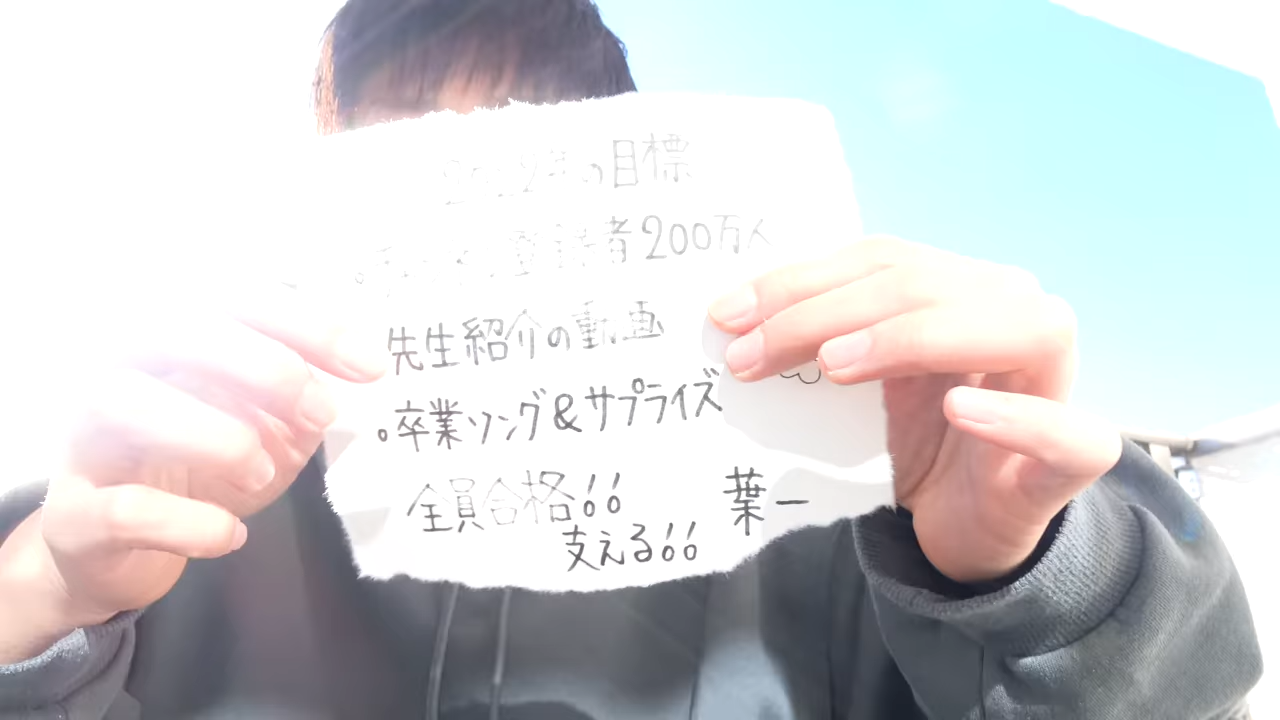 年の目標
登録者200万人
先生紹介の動画
。卒業ソング&サプライズ
全員合格!! 葉一
支える!!